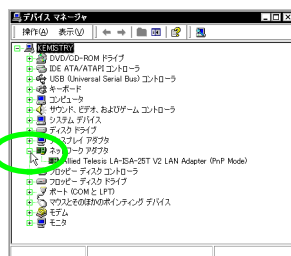 デバイス マネージャ
操作(A) 表示(V)
KEMISTRY
DVD/CD-ROM ドライブ
IDE ATA/ATAPI コントローラ
USB (Universal Serial Bus) コントローラ
キーボード
コンピュータ
サウンド、ビデオ、およびゲーム コントローラ
システム デバイス
ディスク ドライブ
ディスプレイ アダプタ
ネットワーク アダプタ
Allied Telesis LA-ISA-25T V2 LAN Adapter (PnP Mode)
フロッピー ディスク コントローラ
フロッピー ディスク ドライブ
ポート (COM と LPT)
マウスとそのほかのポインティング デバイス
モデム
モニタ